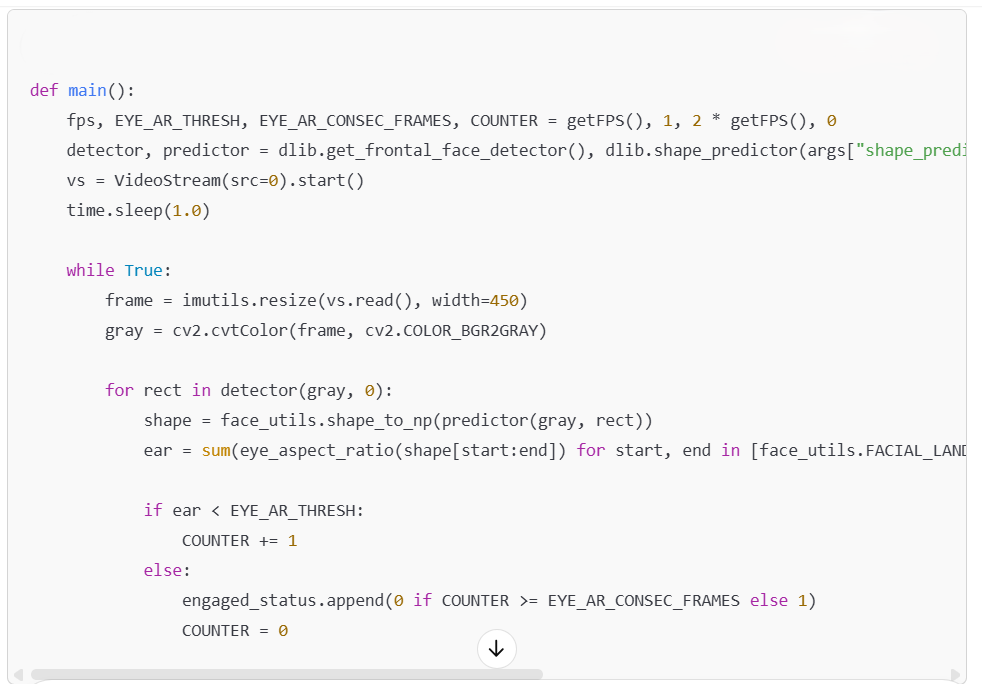 def main():
    fps, EYE_AR_THRESH, EYE_AR_CONSEC_FRAMES, COUNTER = getFPS(), 1, 2 * getFPS(), 0
    detector, predictor = dlib.get_frontal_face_detector(), dlib.shape_predictor(args["shape_predi
    vs = VideoStream(src=0).start()
    time.sleep(1.0)
    while True:
        frame = imutils.resize(vs.read(), width=450)
        gray = cv2.cvtColor(frame, cv2.COLOR_BGR2GRAY)
        for rect in detector(gray, 0):
            shape = face_utils.shape_to_np(predictor(gray, rect))
            ear = sum(eye_aspect_ratio(shape[start:end]) for start, end in [face_utils.FACIAL_LAND
            if ear < EYE_AR_THRESH:
                COUNTER += 1
            else:
                engaged_status.append(0 if COUNTER >= EYE_AR_CONSEC_FRAMES else 1)
                COUNTER = 0